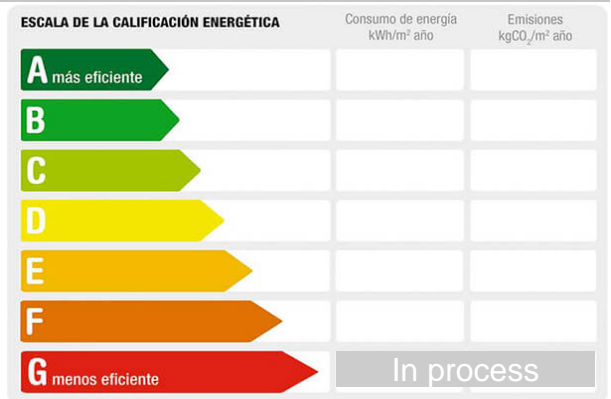 ESCALA DE LA CALIFICACIÓN ENERGÉTICA
Consumo de energía
kWh/m² año
Emisiones
kgCO₂/m² año
A más eficiente
B
C
D
E
F
G menos eficiente
In process